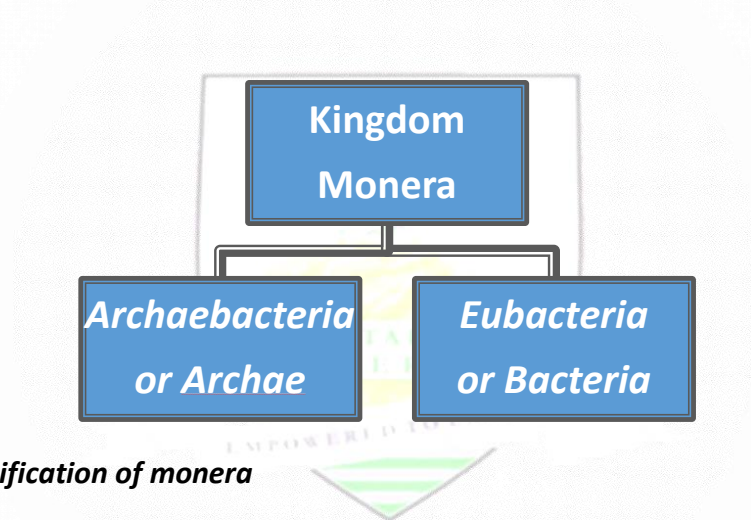 Kingdom
Monera
Archaebacteria
or Archae
Eubacteria
or Bacteria
ification of monera